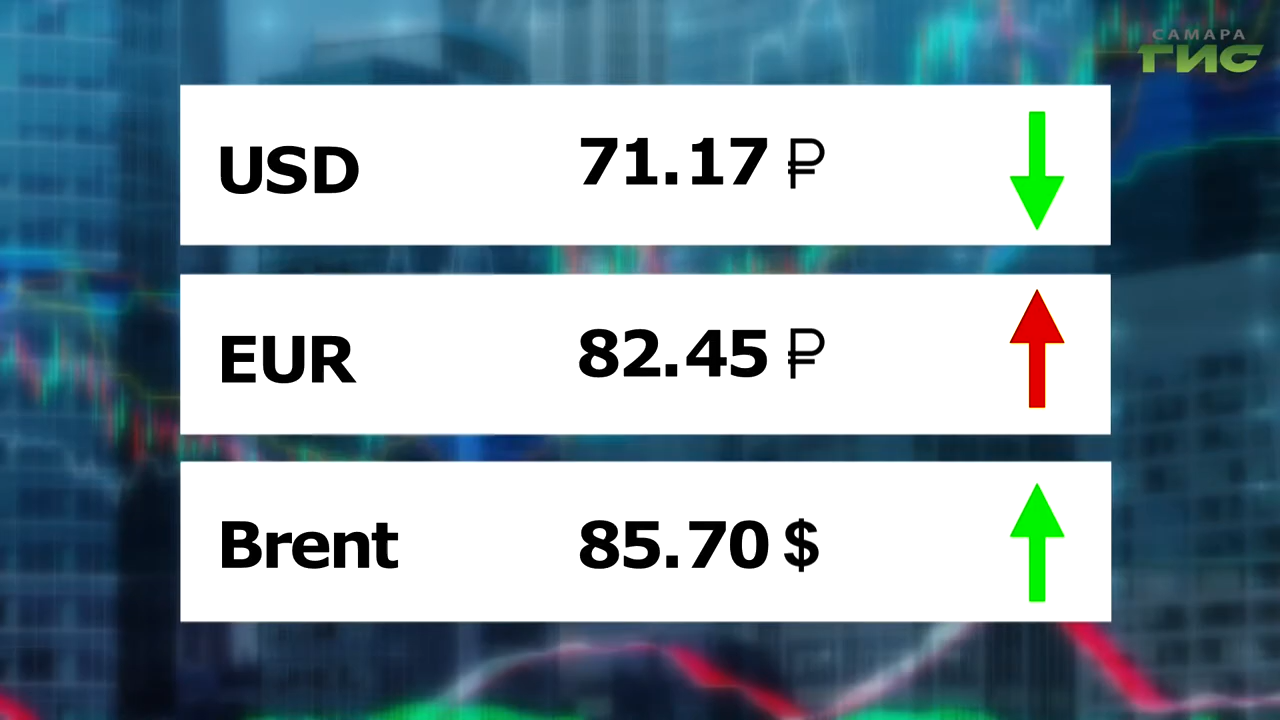 САМАРА
ГИС
USD 71.17 ₽
EUR 82.45 ₽
Brent 85.70 $